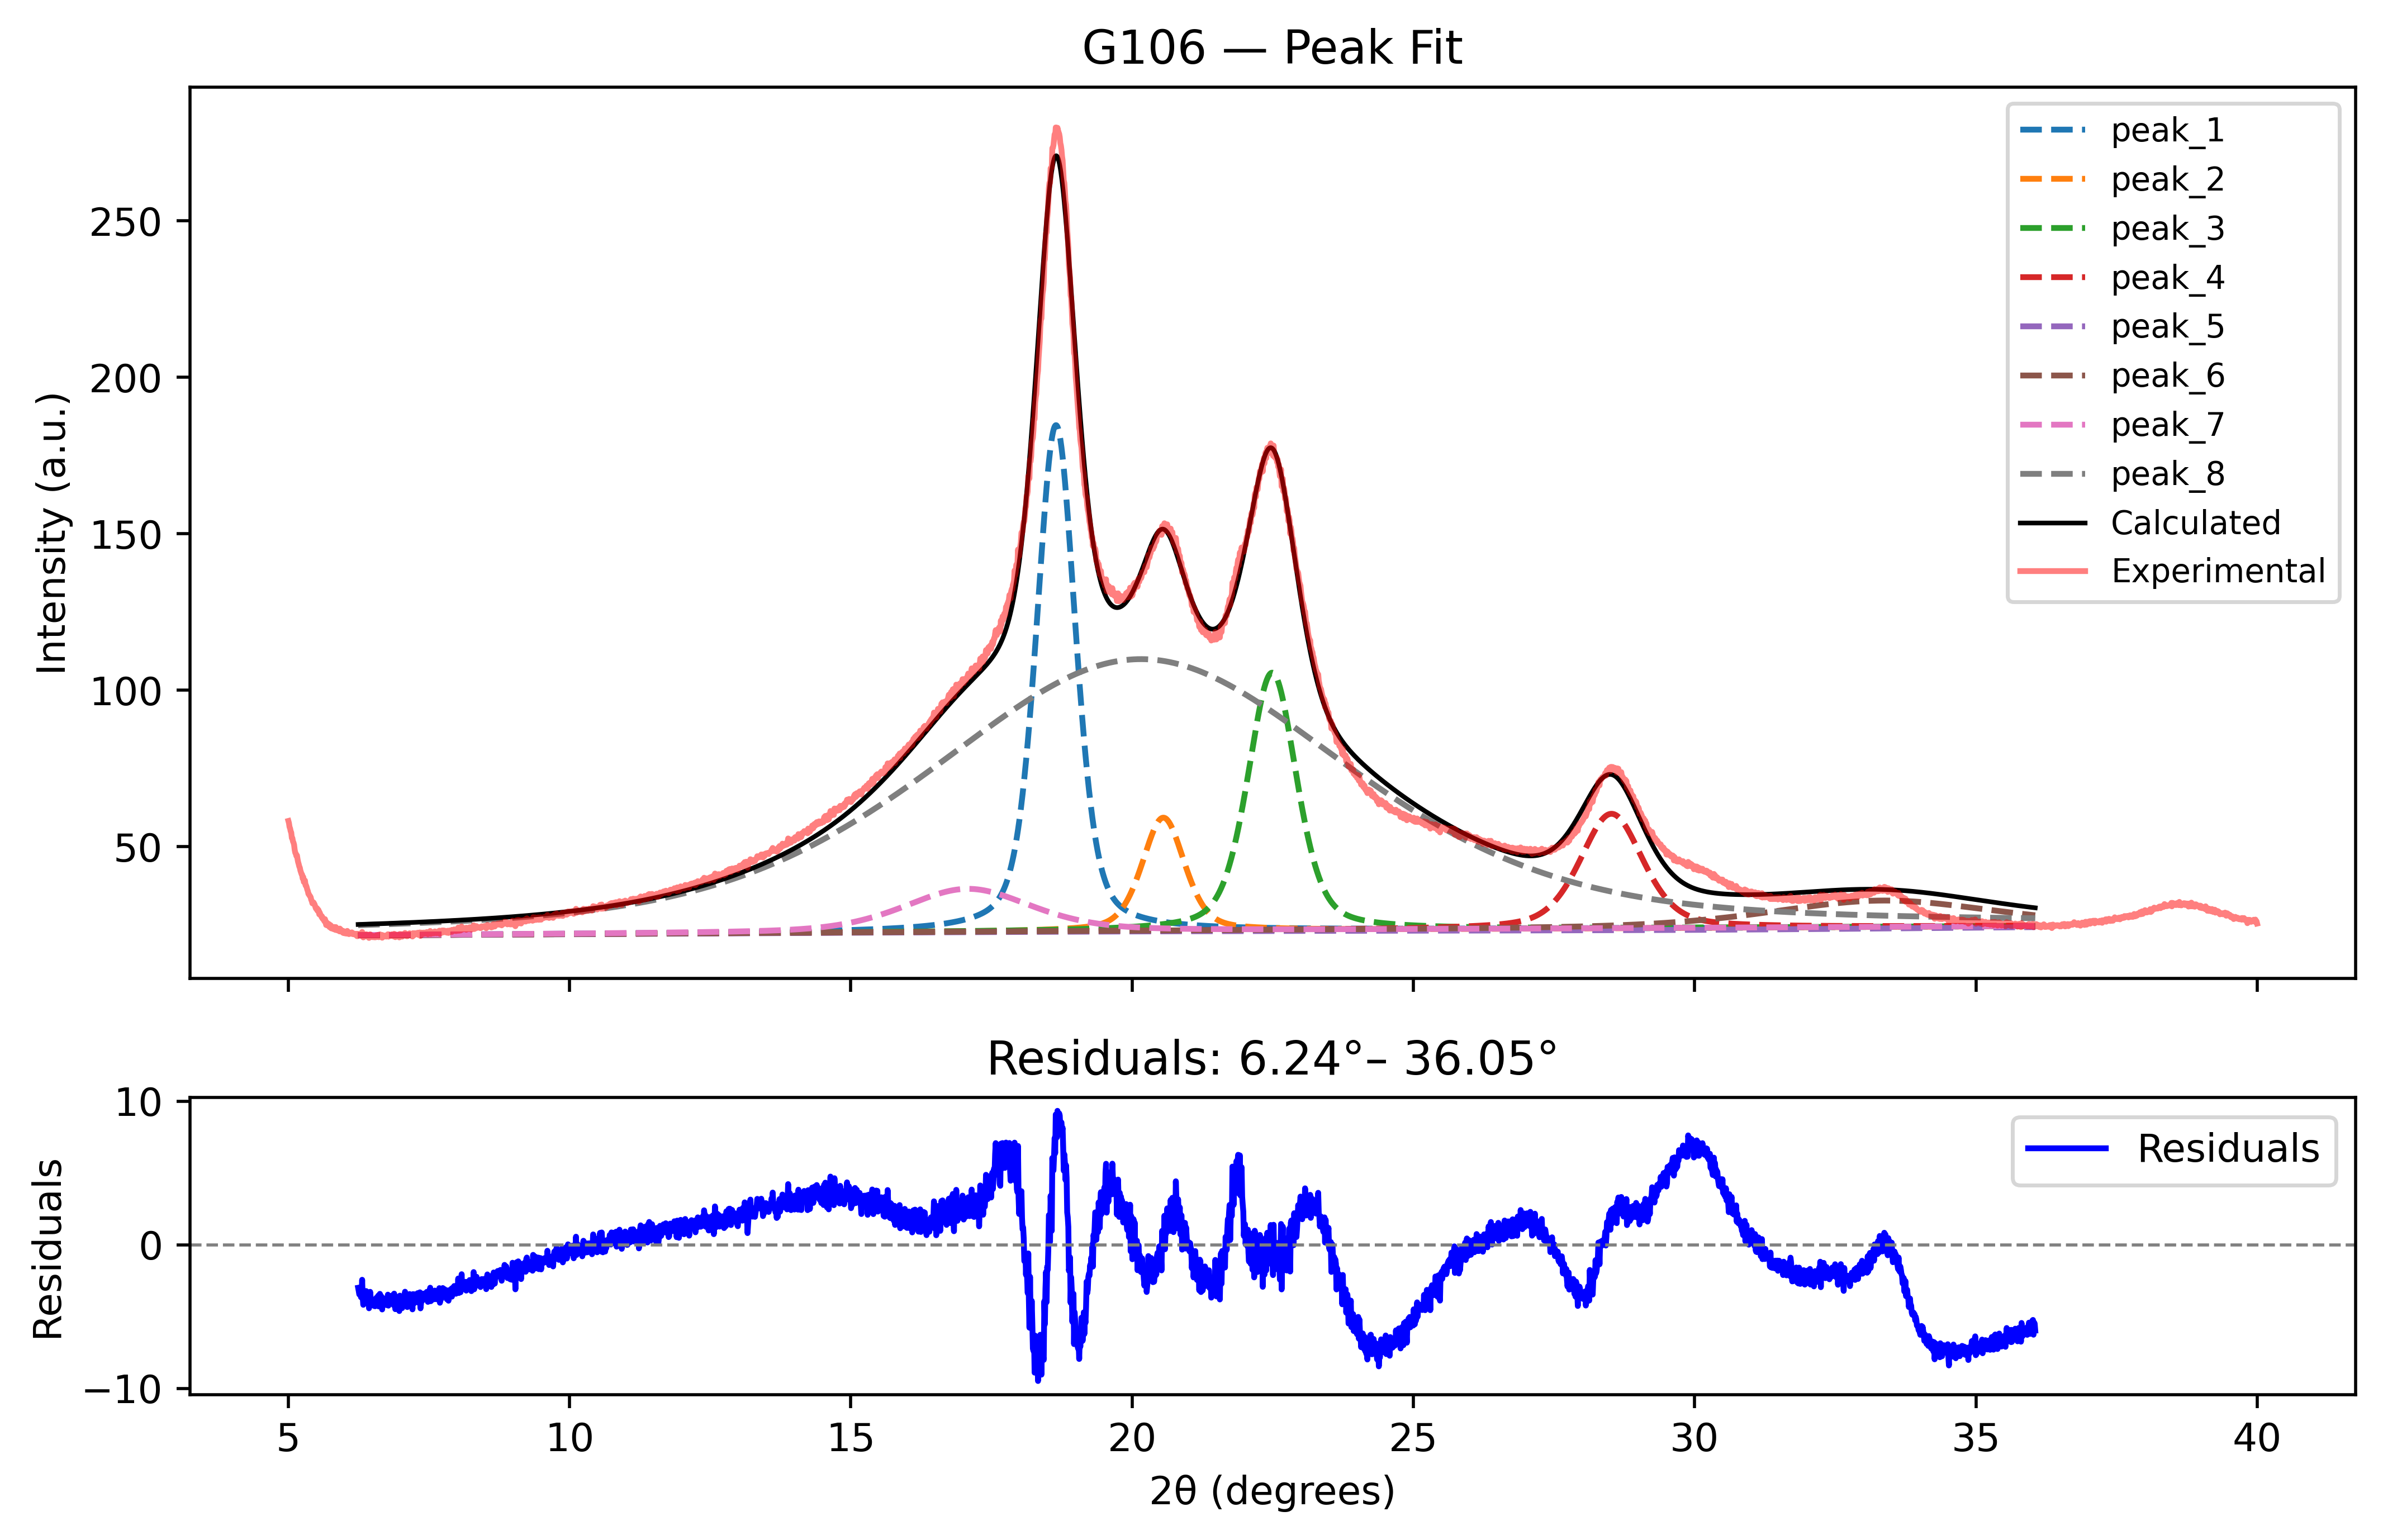 G106 — Peak Fit
Intensity (a.u.)
250
200
150
100
50
peak_1
peak_2
peak_3
peak_4
peak_5
peak_6
peak_7
peak_8
Calculated
Experimental
Residuals: 6.24°– 36.05°
Residuals
10
0
−10
Residuals
5 10 15 20 25 30 35 40
2θ (degrees)